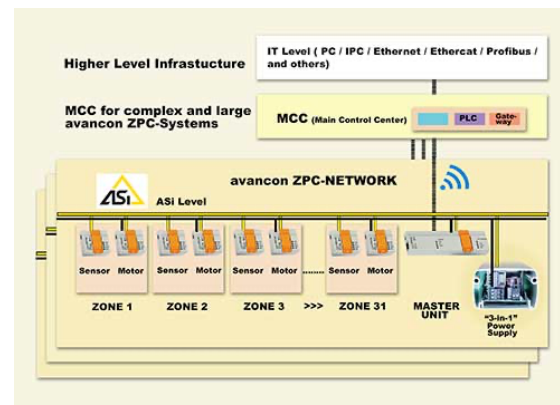 Higher Level Infrastucture
IT Level ( PC / IPC / Ethernet / Ethercat / Profibus /
and others)
MCC for complex and large
avancon ZPC-Systems
MCC (Main Control Center)
PLC
Gate-
way
avancon ZPC-NETWORK
ASi
ASi Level
Sensor Motor Sensor Motor Sensor Motor ........ Sensor Motor
ZONE 1 ZONE 2 ZONE 3 >>> ZONE 31
MASTER
UNIT
"3-in-1"
Power
Supply